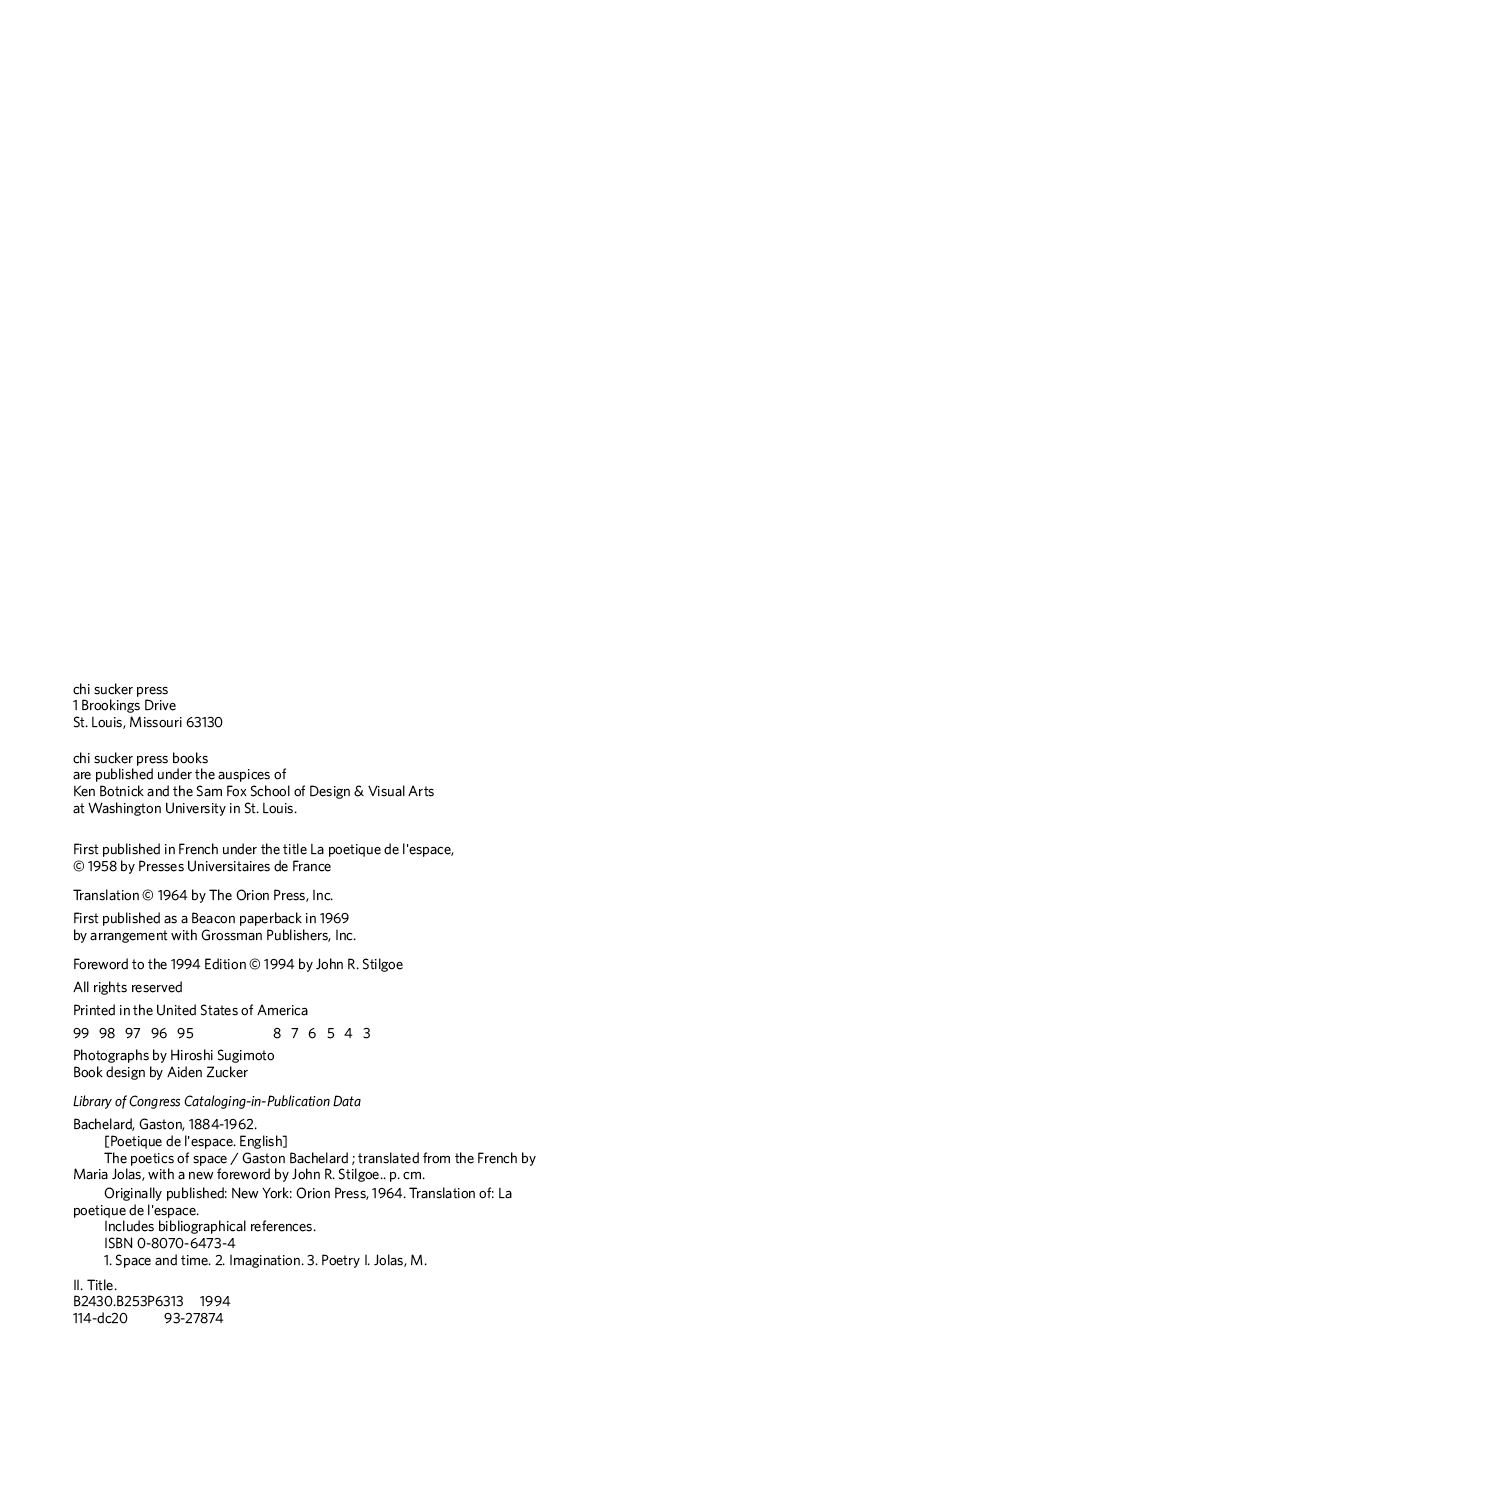 chi sucker press
1 Brookings Drive
St. Louis, Missouri 63130
chi sucker press books
are published under the auspices of
Ken Botnick and the Sam Fox School of Design & Visual Arts
at Washington University in St. Louis.
First published in French under the title La poetique de l'espace,
© 1958 by Presses Universitaires de France
Translation © 1964 by The Orion Press, Inc.
First published as a Beacon paperback in 1969
by arrangement with Grossman Publishers, Inc.
Foreword to the 1994 Edition © 1994 by John R. Stilgoe
All rights reserved
Printed in the United States of America
99 98 97 96 95 8 7 6 5 4 3
Photographs by Hiroshi Sugimoto
Book design by Aiden Zucker
Library of Congress Cataloging-in-Publication Data
Bachelard, Gaston, 1884-1962.
[Poetique de l'espace. English]
The poetics of space / Gaston Bachelard ; translated from the French by
Maria Jolas, with a new foreword by John R. Stilgoe.. p. cm.
Originally published: New York: Orion Press, 1964. Translation of: La
poetique de l'espace.
Includes bibliographical references.
ISBN 0-8070-6473-4
1. Space and time. 2. Imagination. 3. Poetry I. Jolas, M.
II. Title.
B2430.B253P6313 1994
114-dc20 93-27874